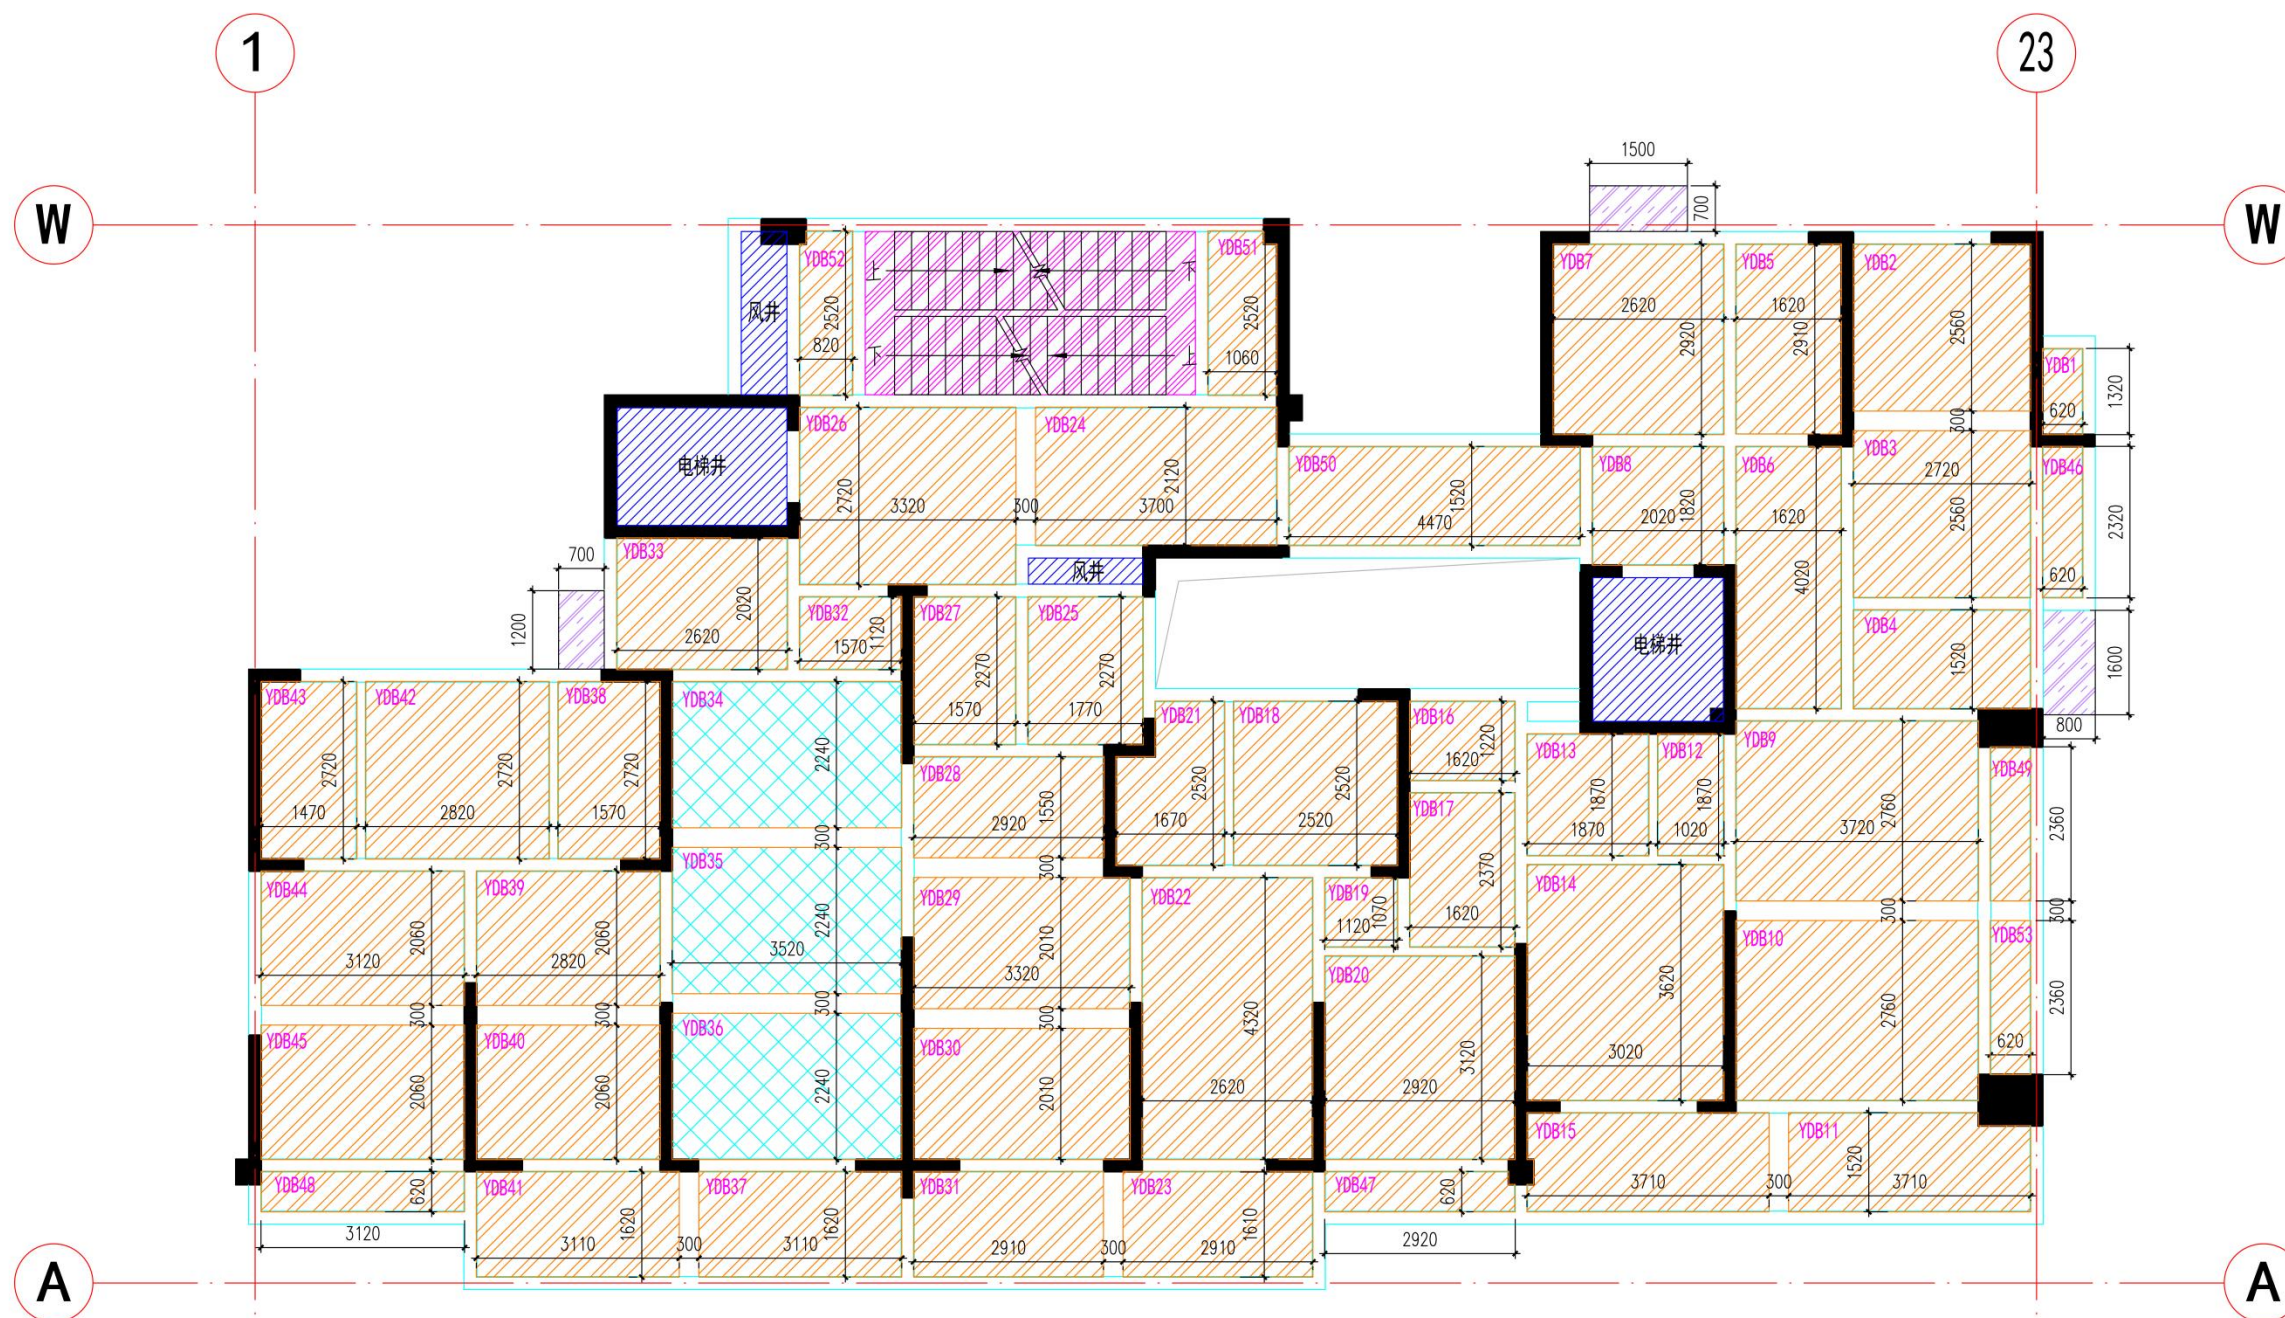 1
23
W
W
1500
700
YDB52
YDB51
YDB7
YDB5
YDB2
上
下
风井
2520
820
下
上
2520
1060
2620
2920
1620
2910
2560
YDB1
1320
620
300
YDB26
YDB24
YDB50
YDB8
YDB6
YDB3
YDB46
电梯井
2720
3320
300
3700
2120
4470
1520
2020
1820
1620
4020
2720
2560
2320
620
YDB33
700
1200
2620
2020
风井
YDB32
1570
1120
YDB27
YDB25
2270
1570
2270
1770
电梯井
YDB4
1520
1600
800
YDB43
YDB42
YDB38
YDB34
YDB21
YDB18
YDB16
YDB13
YDB12
YDB9
YDB49
2720
1470
2720
2820
2720
1570
2240
YDB28
1550
2920
2520
1670
2520
2520
1220
1620
1870
1870
1870
1020
2760
3720
2360
300
300
YDB17
2370
1620
YDB44
YDB39
YDB35
YDB29
YDB22
YDB19
YDB14
2060
3120
2060
2820
2240
3520
2010
3320
1070
1120
300
300
YDB10
YDB53
YDB20
300
300
300
300
YDB45
YDB40
YDB36
YDB30
4320
2620
3120
2920
3620
3020
2760
2360
620
2060
2060
2240
2010
YDB15
YDB11
YDB48
YDB41
YDB37
YDB31
YDB23
YDB47
620
3120
1620
3110
300
3110
1620
2910
300
2910
1610
620
2920
3710
300
3710
1520
A
A